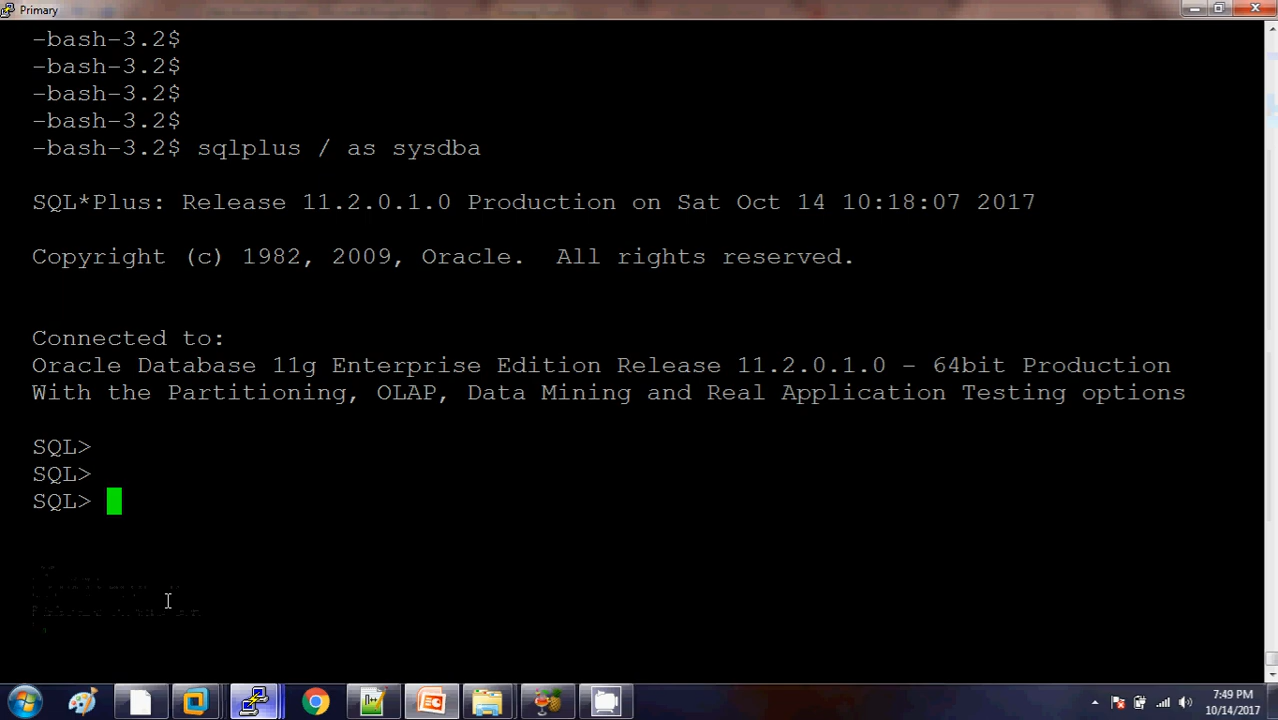 Primary
-bash-3.2$
-bash-3.2$
-bash-3.2$
-bash-3.2$
-bash-3.2$ sqlplus / as sysdba
SQL*Plus: Release 11.2.0.1.0 Production on Sat Oct 14 10:18:07 2017
Copyright (c) 1982, 2009, Oracle.  All rights reserved.
Connected to:
Oracle Database 11g Enterprise Edition Release 11.2.0.1.0 - 64bit Production
With the Partitioning, OLAP, Data Mining and Real Application Testing options
SQL>
SQL>
SQL>
7:49 PM
10/14/2017